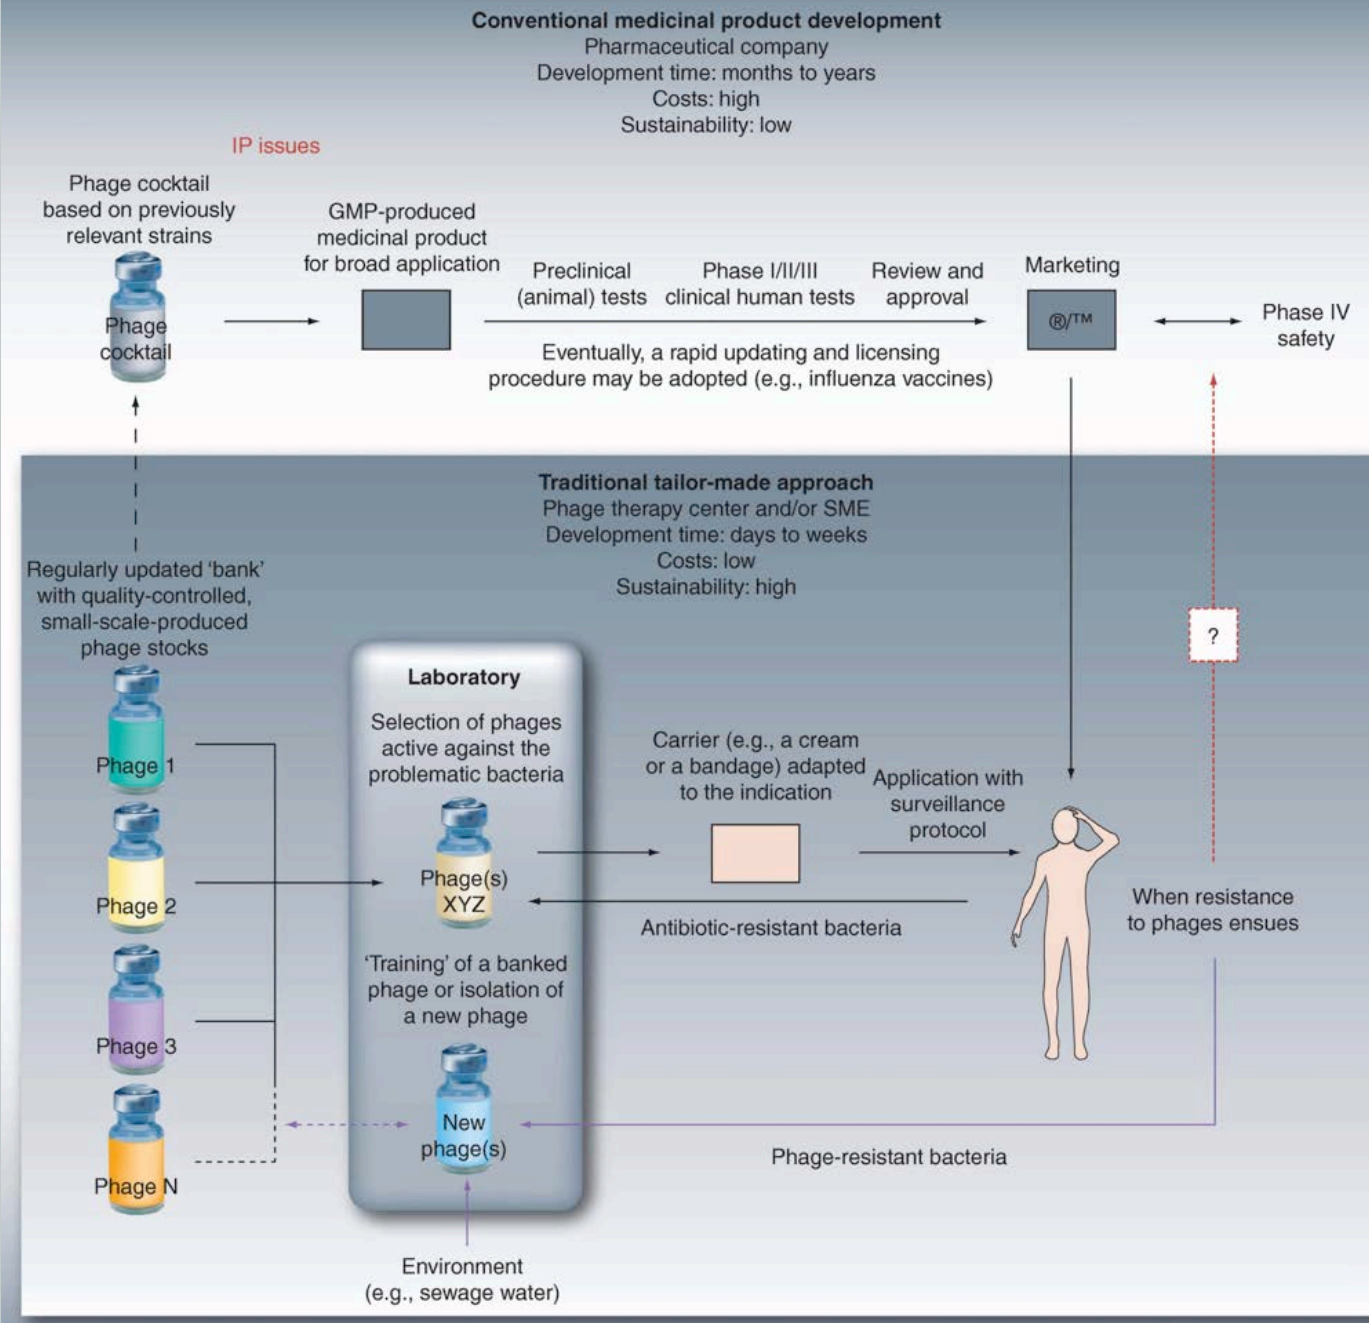 Conventional medicinal product development
Pharmaceutical company
Development time: months to years
Costs: high
Sustainability: low
IP issues
Phage cocktail
based on previously
relevant strains
Phage
cocktail
GMP-produced
medicinal product
for broad application
Preclinical
(animal) tests
Phase I/II/III
clinical human tests
Review and
approval
Eventually, a rapid updating and licensing
procedure may be adopted (e.g., influenza vaccines)
Marketing
®/™
Phase IV
safety
Traditional tailor-made approach
Phage therapy center and/or SME
Development time: days to weeks
Costs: low
Sustainability: high
Regularly updated ‘bank’
with quality-controlled,
small-scale-produced
phage stocks
Phage 1
Phage 2
Phage 3
Phage N
Laboratory
Selection of phages
active against the
problematic bacteria
Phage(s)
XYZ
‘Training’ of a banked
phage or isolation of
a new phage
New
phage(s)
Environment
(e.g., sewage water)
Carrier (e.g., a cream
or a bandage) adapted
to the indication
Application with
surveillance
protocol
Antibiotic-resistant bacteria
?
When resistance
to phages ensues
Phage-resistant bacteria